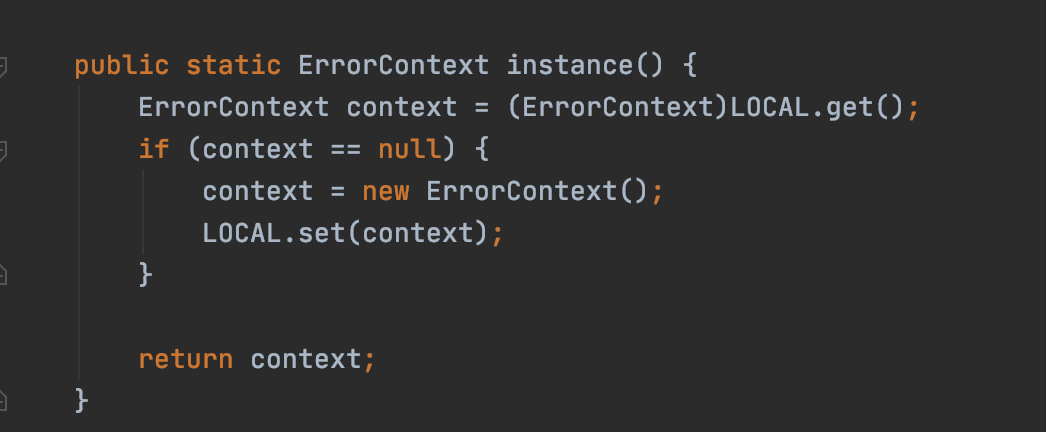 public static ErrorContext instance() {
    ErrorContext context = (ErrorContext)LOCAL.get();
    if (context == null) {
        context = new ErrorContext();
        LOCAL.set(context);
    }

    return context;
}